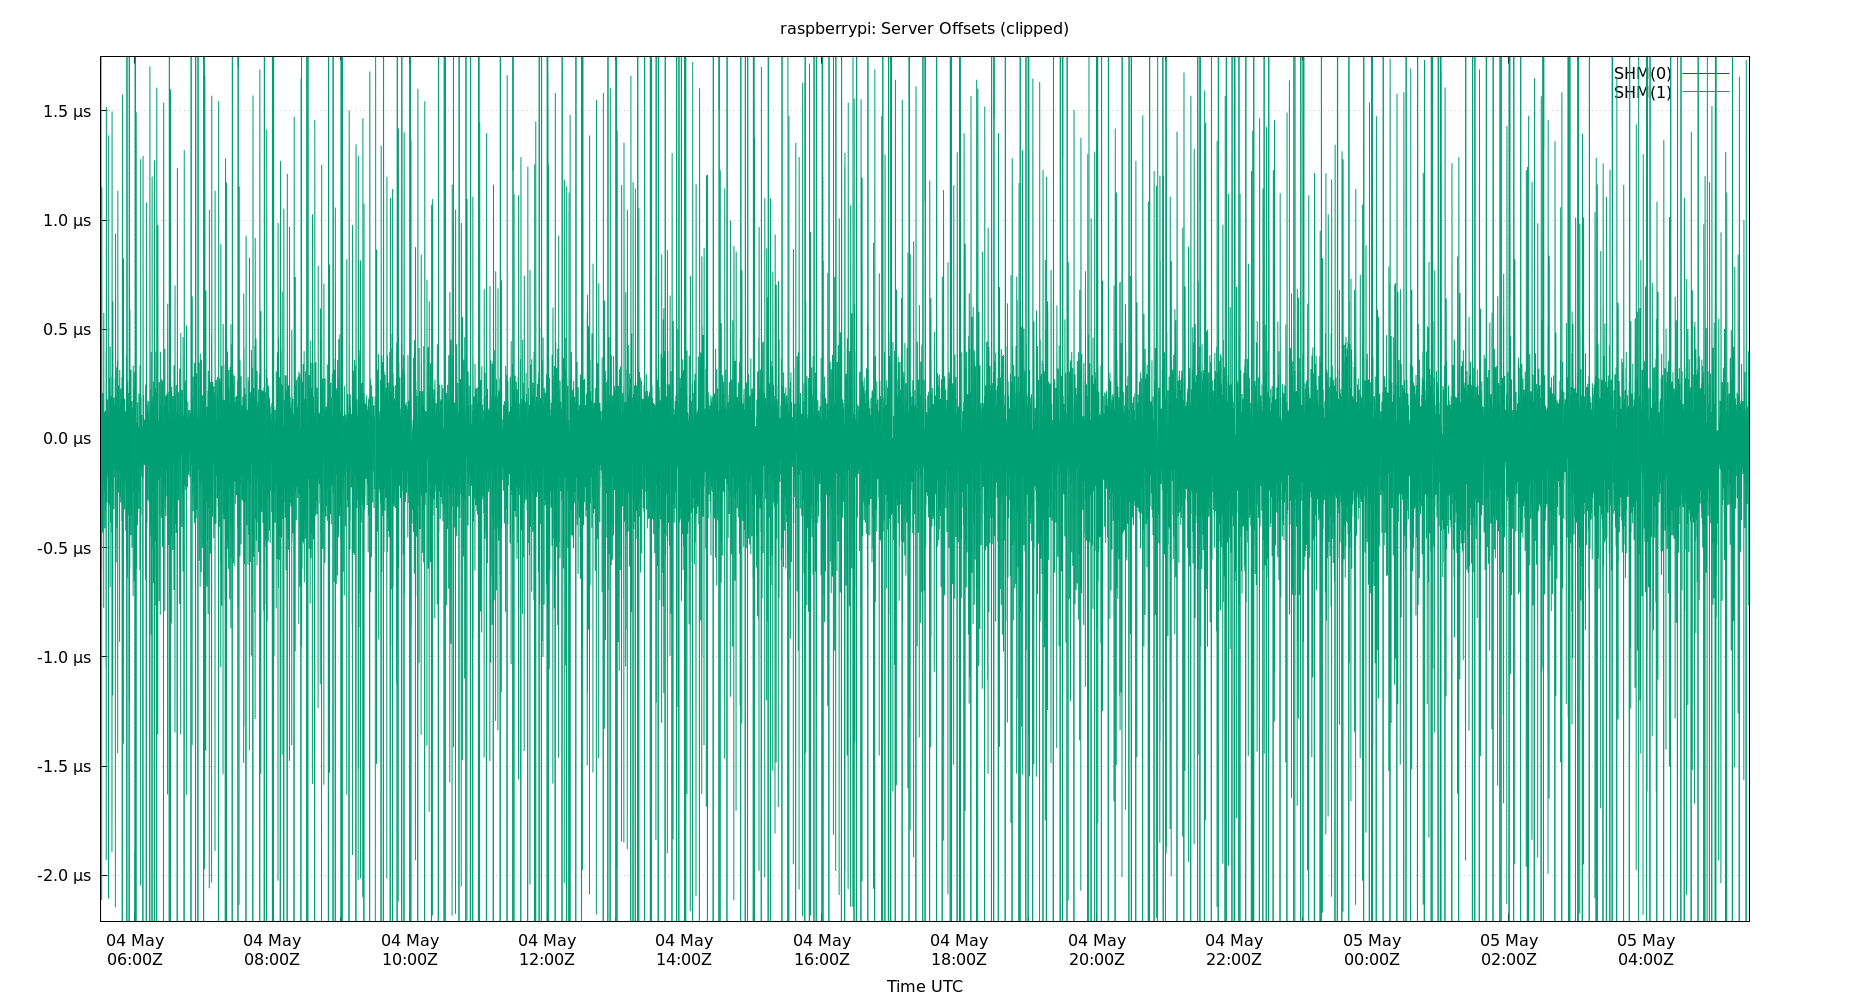 raspberrypi: Server Offsets (clipped)
SHM(0)
SHM(1)
1.5 µs
1.0 µs
0.5 µs
0.0 µs
-0.5 µs
-1.0 µs
-1.5 µs
-2.0 µs
04 May 04 May 04 May 04 May 04 May 04 May 04 May 04 May 04 May 05 May 05 May 05 May
06:00Z 08:00Z 10:00Z 12:00Z 14:00Z 16:00Z 18:00Z 20:00Z 22:00Z 00:00Z 02:00Z 04:00Z
Time UTC